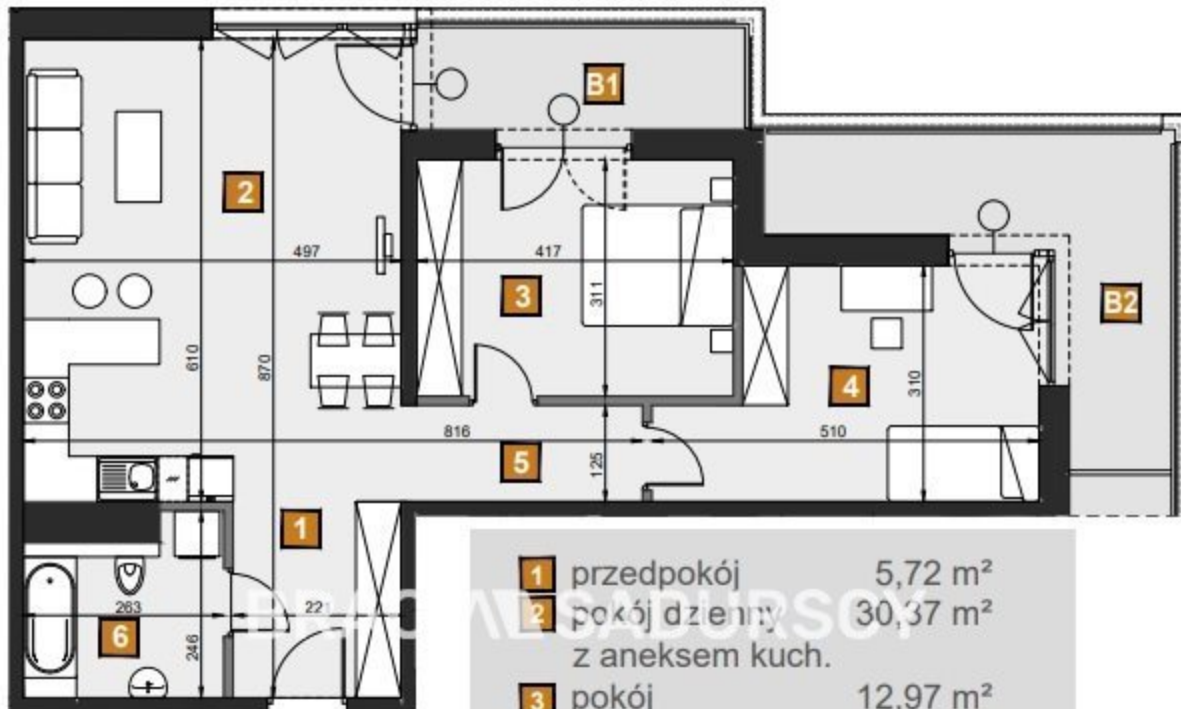 B1
2
497
417
3
311
B2
610
870
4
310
816
5
125
510
1
263
221
6
246
BRACIA SADURSCY
1 przedpokój 5,72 m²
2 pokój dzienny 30,37 m²
z aneksem kuch.
3 pokój 12,97 m²